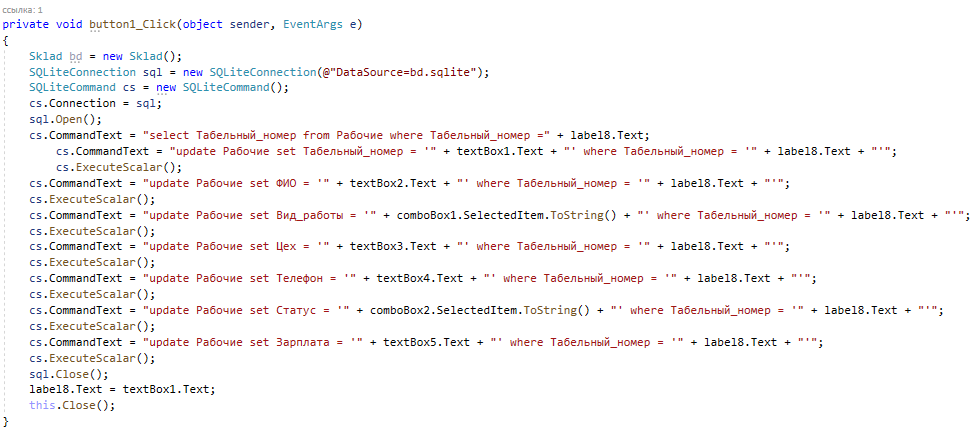 ссылка: 1
private void button1_Click(object sender, EventArgs e)
{
Sklad bd = new Sklad();
SQLiteConnection sql = new SQLiteConnection(@"DataSource=bd.sqlite");
SQLiteCommand cs = new SQLiteCommand();
cs.Connection = sql;
sql.Open();
cs.CommandText = "select Табельный_номер from Рабочие where Табельный_номер =" + label8.Text;
cs.CommandText = "update Рабочие set Табельный_номер = '" + textBox1.Text + "' where Табельный_номер = '" + label8.Text + "'";
cs.ExecuteScalar();
cs.CommandText = "update Рабочие set ФИО = '" + textBox2.Text + "' where Табельный_номер = '" + label8.Text + "'";
cs.ExecuteScalar();
cs.CommandText = "update Рабочие set Вид_работы = '" + comboBox1.SelectedItem.ToString() + "' where Табельный_номер = '" + label8.Text + "'";
cs.ExecuteScalar();
cs.CommandText = "update Рабочие set Цех = '" + textBox3.Text + "' where Табельный_номер = '" + label8.Text + "'";
cs.ExecuteScalar();
cs.CommandText = "update Рабочие set Телефон = '" + textBox4.Text + "' where Табельный_номер = '" + label8.Text + "'";
cs.ExecuteScalar();
cs.CommandText = "update Рабочие set Статус = '" + comboBox2.SelectedItem.ToString() + "' where Табельный_номер = '" + label8.Text + "'";
cs.ExecuteScalar();
cs.CommandText = "update Рабочие set Зарплата = '" + textBox5.Text + "' where Табельный_номер = '" + label8.Text + "'";
cs.ExecuteScalar();
sql.Close();
label8.Text = textBox1.Text;
this.Close();
}